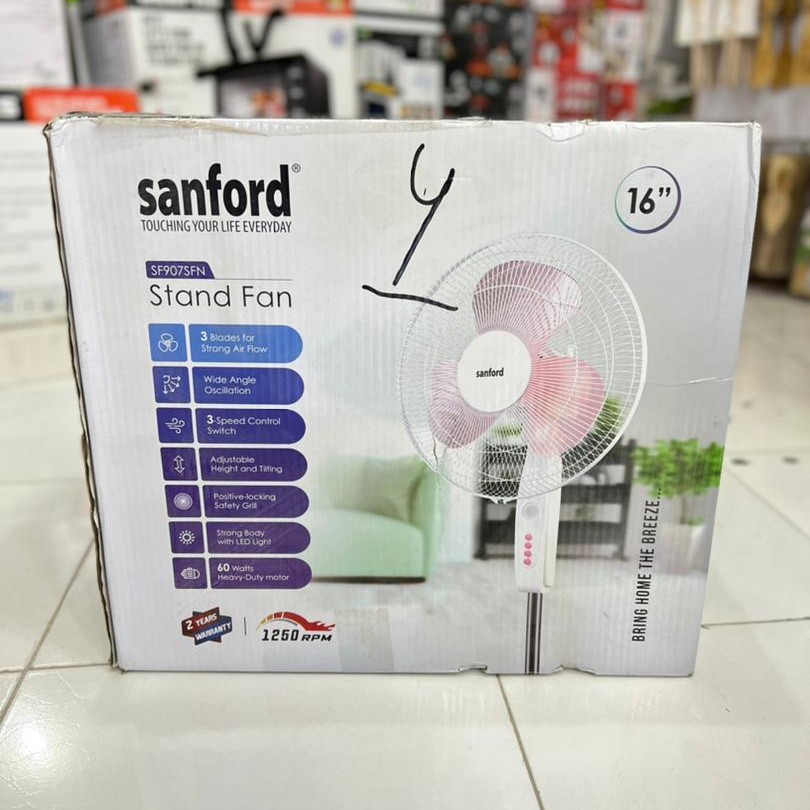 sanford®
TOUCHING YOUR LIFE EVERYDAY
16”
SF907SFN
Stand Fan
3 Blades for
Strong Air Flow
Wide Angle
Oscillation
3-Speed Control
Switch
Adjustable
Height and Tilting
Positive-locking
Safety Grill
Strong Body
with LED Light
60 Watts
Heavy-Duty motor
2 YEARS
WARRANTY
1250 RPM
sanford
BRING HOME THE BREEZE...